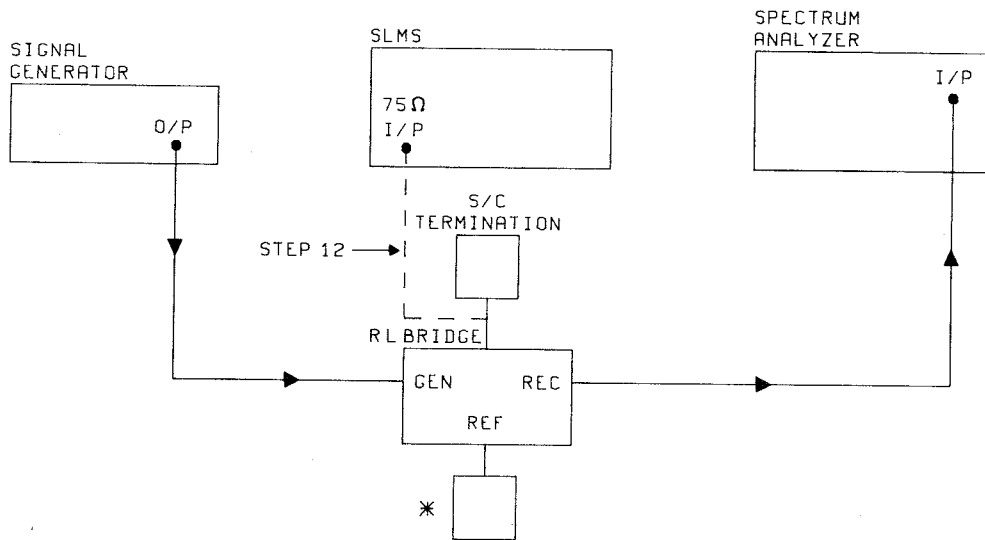 SIGNAL
GENERATOR
O/P
SLMS
75Ω
I/P
SPECTRUM
ANALYZER
I/P
S/C
TERMINATION
STEP 12
RL BRIDGE
GEN
REC
REF
*